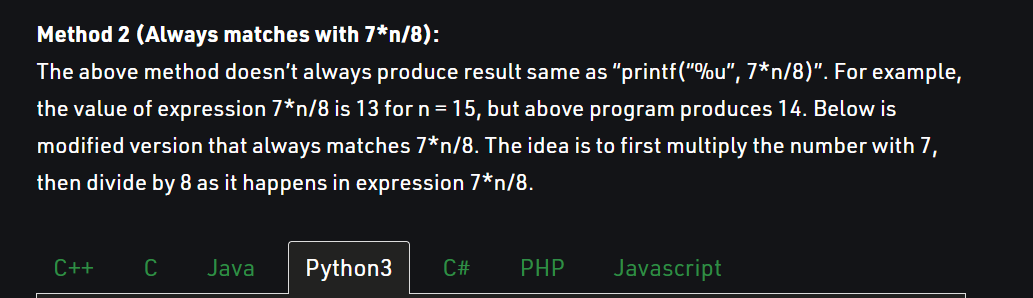 Method 2 (Always matches with 7*n/8):
The above method doesn’t always produce result same as “printf(“%u”, 7*n/8)”. For example,
the value of expression 7*n/8 is 13 for n = 15, but above program produces 14. Below is
modified version that always matches 7*n/8. The idea is to first multiply the number with 7,
then divide by 8 as it happens in expression 7*n/8.
C++ C Java Python3 C# PHP Javascript